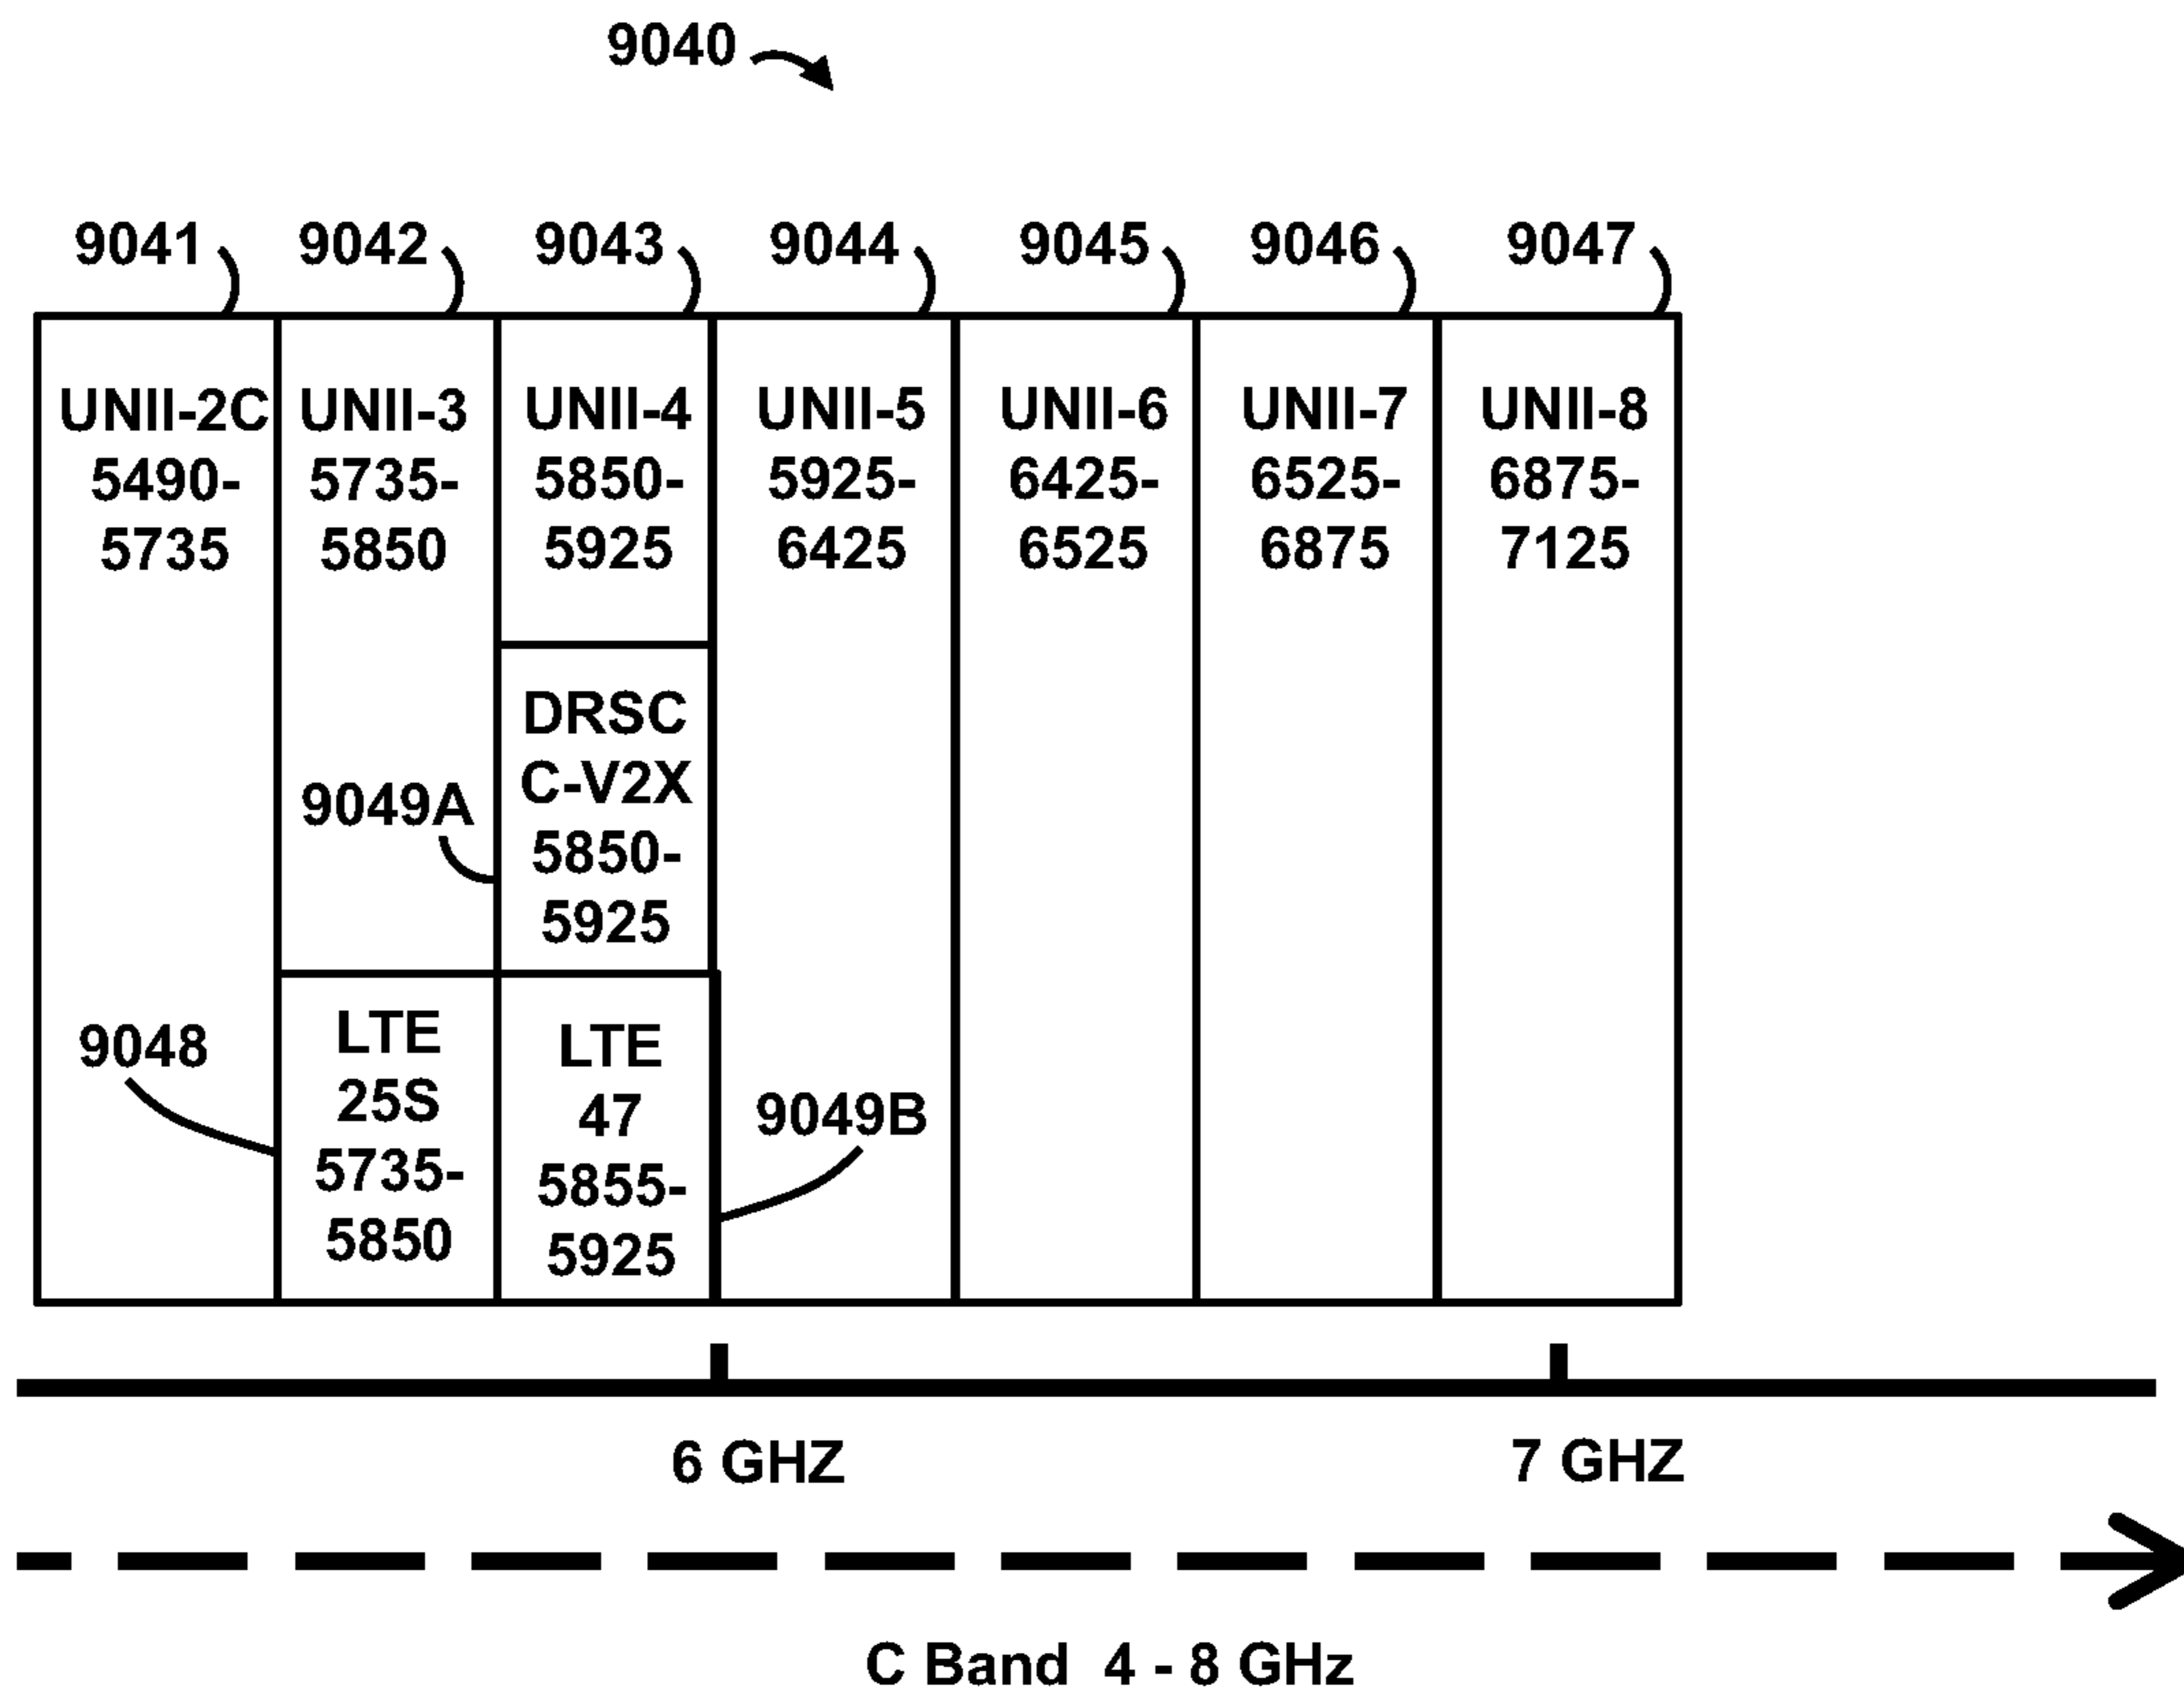 9040
9041 9042 9043 9044 9045 9046 9047
UNII-2C
5490-
5735
UNII-3
5735-
5850
UNII-4
5850-
5925
UNII-5
5925-
6425
UNII-6
6425-
6525
UNII-7
6525-
6875
UNII-8
6875-
7125
9049A
DRSC
C-V2X
5850-
5925
9048
LTE
25S
5735-
5850
LTE
47
5855-
5925
9049B
6 GHZ
7 GHZ
C Band 4 - 8 GHz